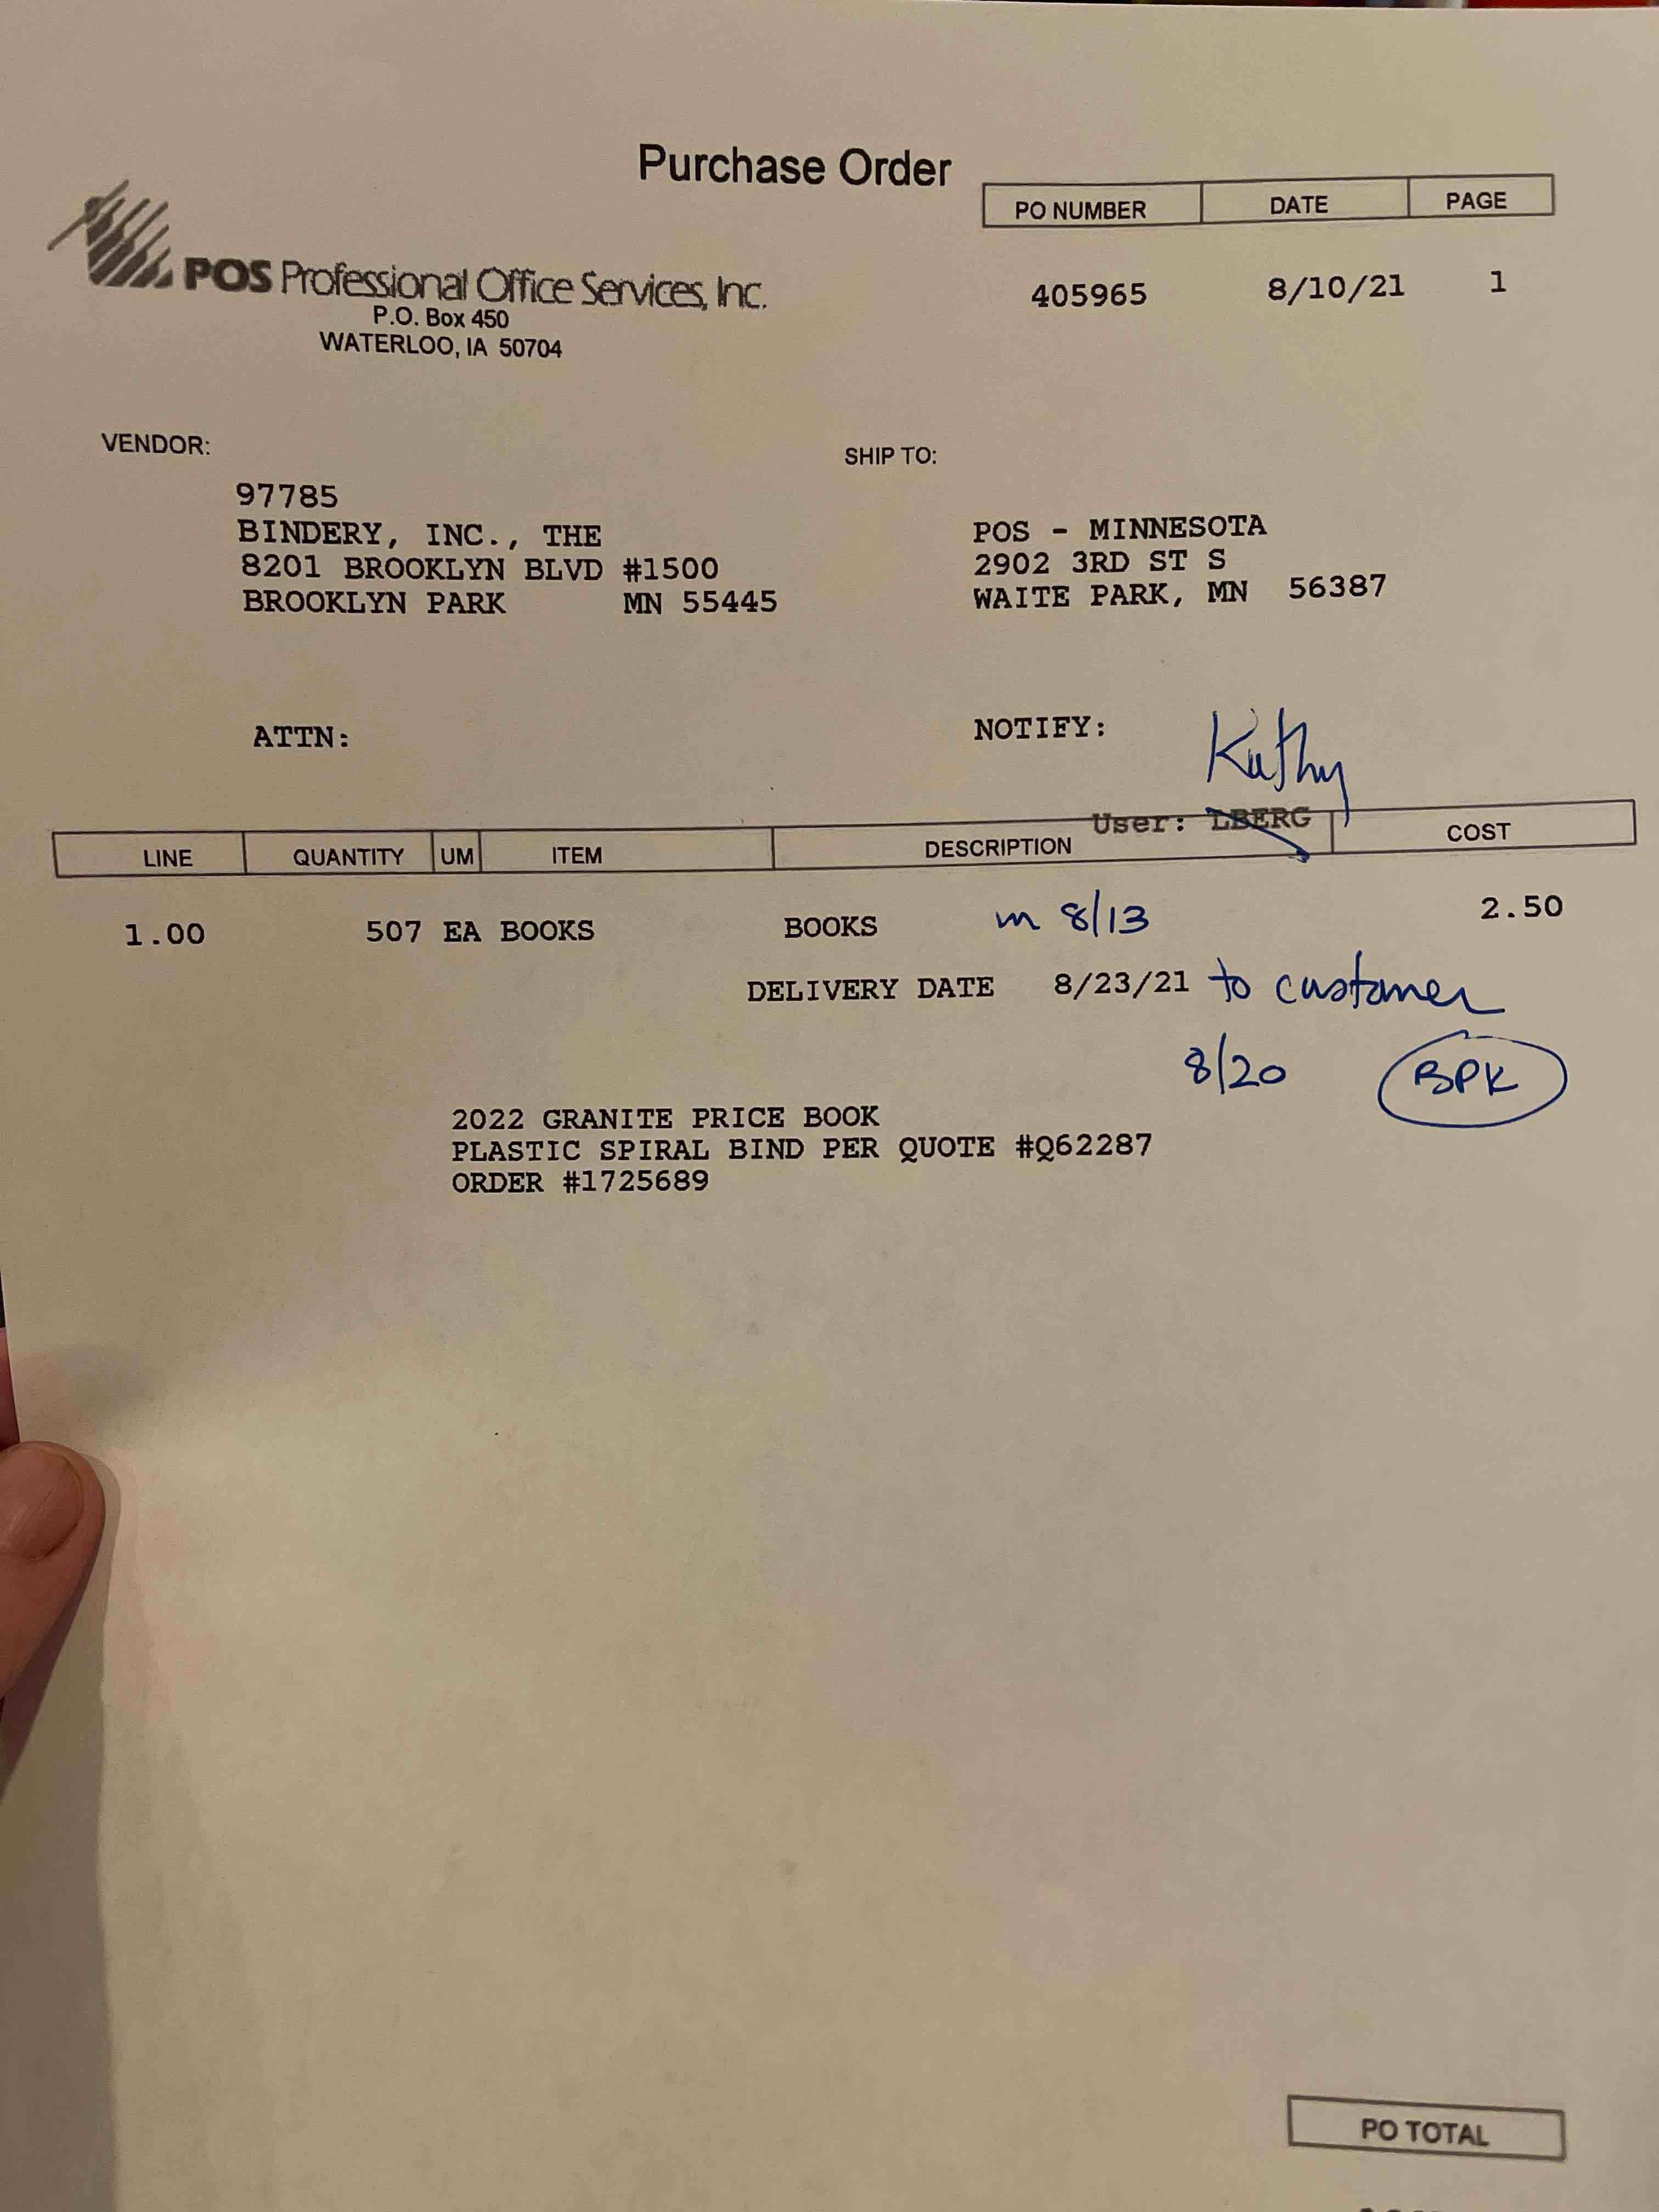 Purchase Order
PO NUMBER DATE PAGE
POS Professional Office Services, Inc.
P.O. Box 450
WATERLOO, IA 50704
405965 8/10/21 1
VENDOR:
97785
BINDERY, INC., THE
8201 BROOKLYN BLVD #1500
BROOKLYN PARK MN 55445
SHIP TO:
POS - MINNESOTA
2902 3RD ST S
WAITE PARK, MN 56387
ATTN:
NOTIFY: Kathy
User: LBERG
LINE QUANTITY UM ITEM DESCRIPTION COST
1.00 507 EA BOOKS BOOKS in 8/13 2.50
DELIVERY DATE 8/23/21 to customer
8/20 BPK
2022 GRANITE PRICE BOOK
PLASTIC SPIRAL BIND PER QUOTE #Q62287
ORDER #1725689
PO TOTAL